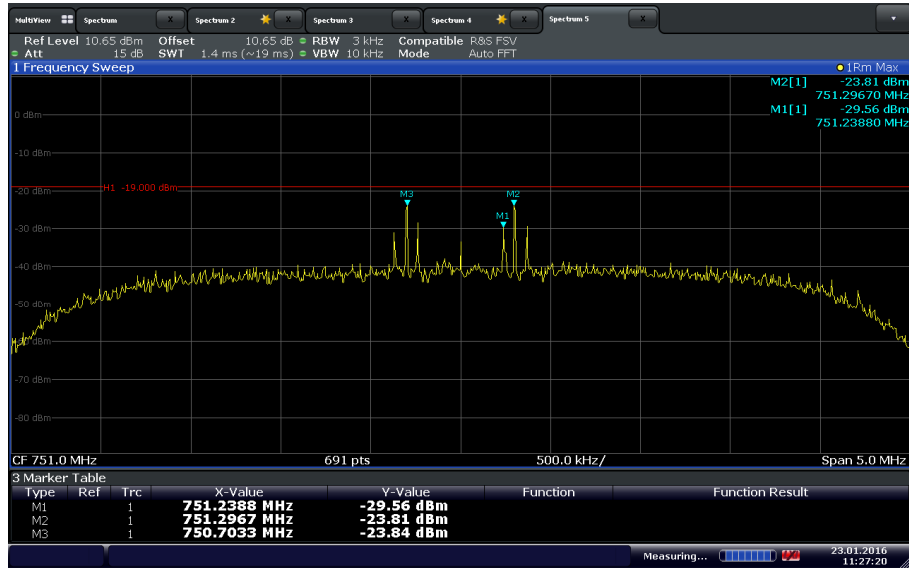 MultiView Spectrum X Spectrum 2 X Spectrum 3 X Spectrum 4 X Spectrum 5 X
Ref Level 10.65 dBm Offset 10.65 dB RBW 3 kHz Compatible R&S FSV
Att 15 dB SWT 1.4 ms (~19 ms) VBW 10 kHz Mode Auto FFT
1 Frequency Sweep 1Rm Max
M2[1] -23.81 dBm
751.29670 MHz
M1[1] -29.56 dBm
751.23880 MHz
0 dBm
-10 dBm
-20 dBm H1 -19.000 dBm
M3 M2
M1
-30 dBm
-40 dBm
-50 dBm
dBm
-70 dBm
-80 dBm
CF 751.0 MHz 691 pts 500.0 kHz/ Span 5.0 MHz
3 Marker Table
Type Ref Trc X-Value Y-Value Function Function Result
M1 1 751.2388 MHz -29.56 dBm
M2 1 751.2967 MHz -23.81 dBm
M3 1 750.7033 MHz -23.84 dBm
Measuring... 23.01.2016
11:27:20